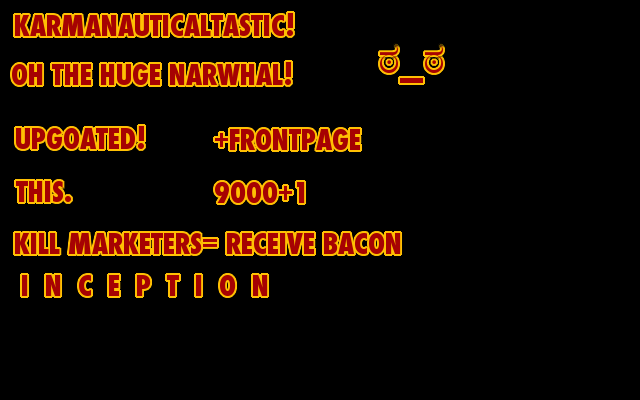 KARMANAUTICALTASTIC!
OH THE HUGE NARWHAL!
ಠ_ಠ
UPGOATED! +FRONTPAGE
THIS. 9000+1
KILL MARKETERS= RECEIVE BACON
I N C E P T I O N